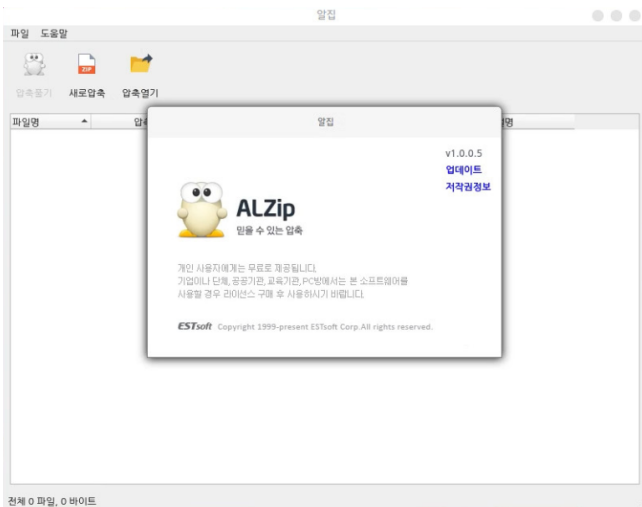 알집
파일 도움말
ZIP
압축풀기 새로압축 압축열기
파일명
알집
v1.0.0.5
업데이트
저작권정보
ALZip
믿을 수 있는 압축
개인 사용자에게는 무료로 제공됩니다.
기업이나 단체, 공공기관, 교육기관, PC방에서는 본 소프트웨어를
사용할 경우 라이선스 구매 후 사용하시기 바랍니다.
ESTsoft Copyright 1999-present ESTsoft Corp.All rights reserved.
전체 0 파일, 0 바이트